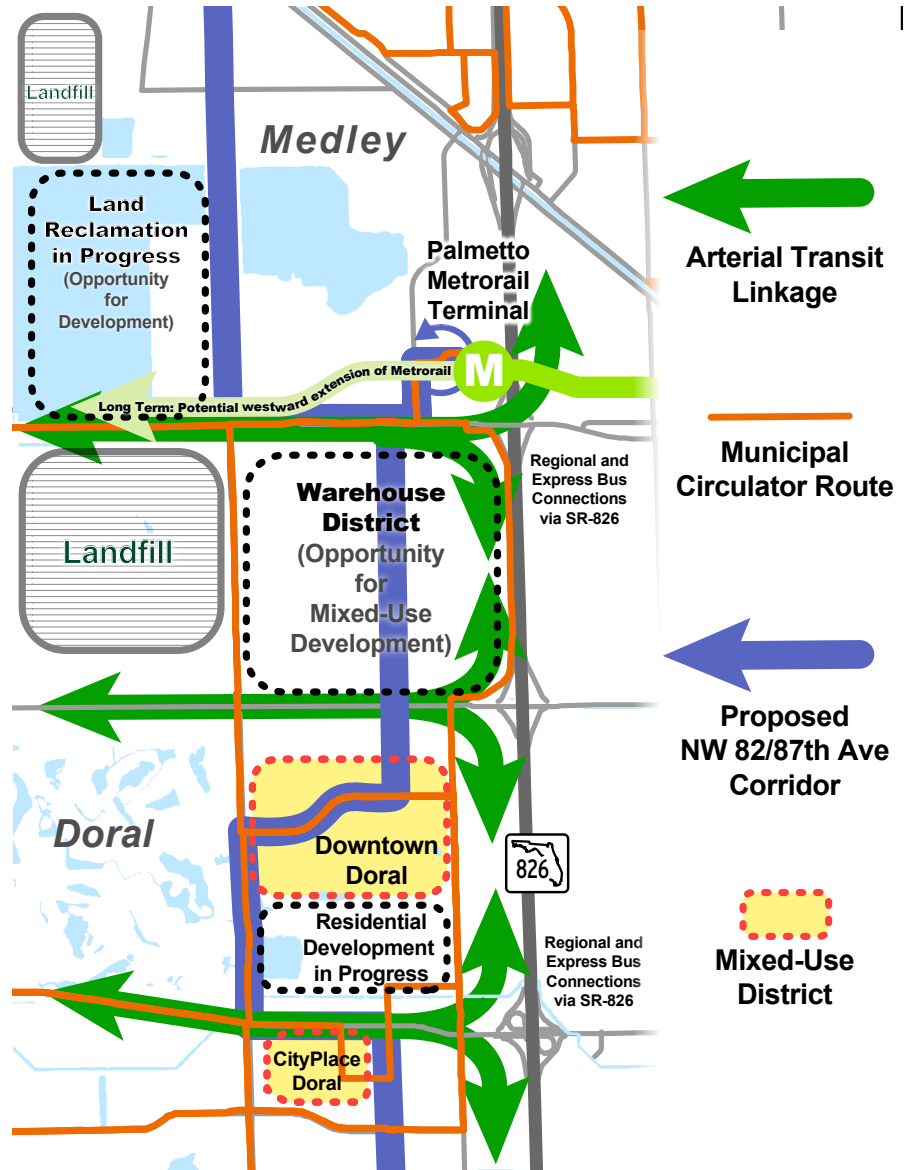 Landfill
Medley
Land
Reclamation
in Progress
(Opportunity
for
Development)
Palmetto
Metrorail
Terminal
M
Long Term: Potential westward extension of Metrorail
Arterial Transit
Linkage
Municipal
Circulator Route
Regional and
Express Bus
Connections
via SR-826
Warehouse
District
(Opportunity
for
Mixed-Use
Development)
Landfill
Proposed
NW 82/87th Ave
Corridor
Doral
Downtown
Doral
826
Residential
Development
in Progress
Regional and
Express Bus
Connections
via SR-826
Mixed-Use
District
CityPlace
Doral